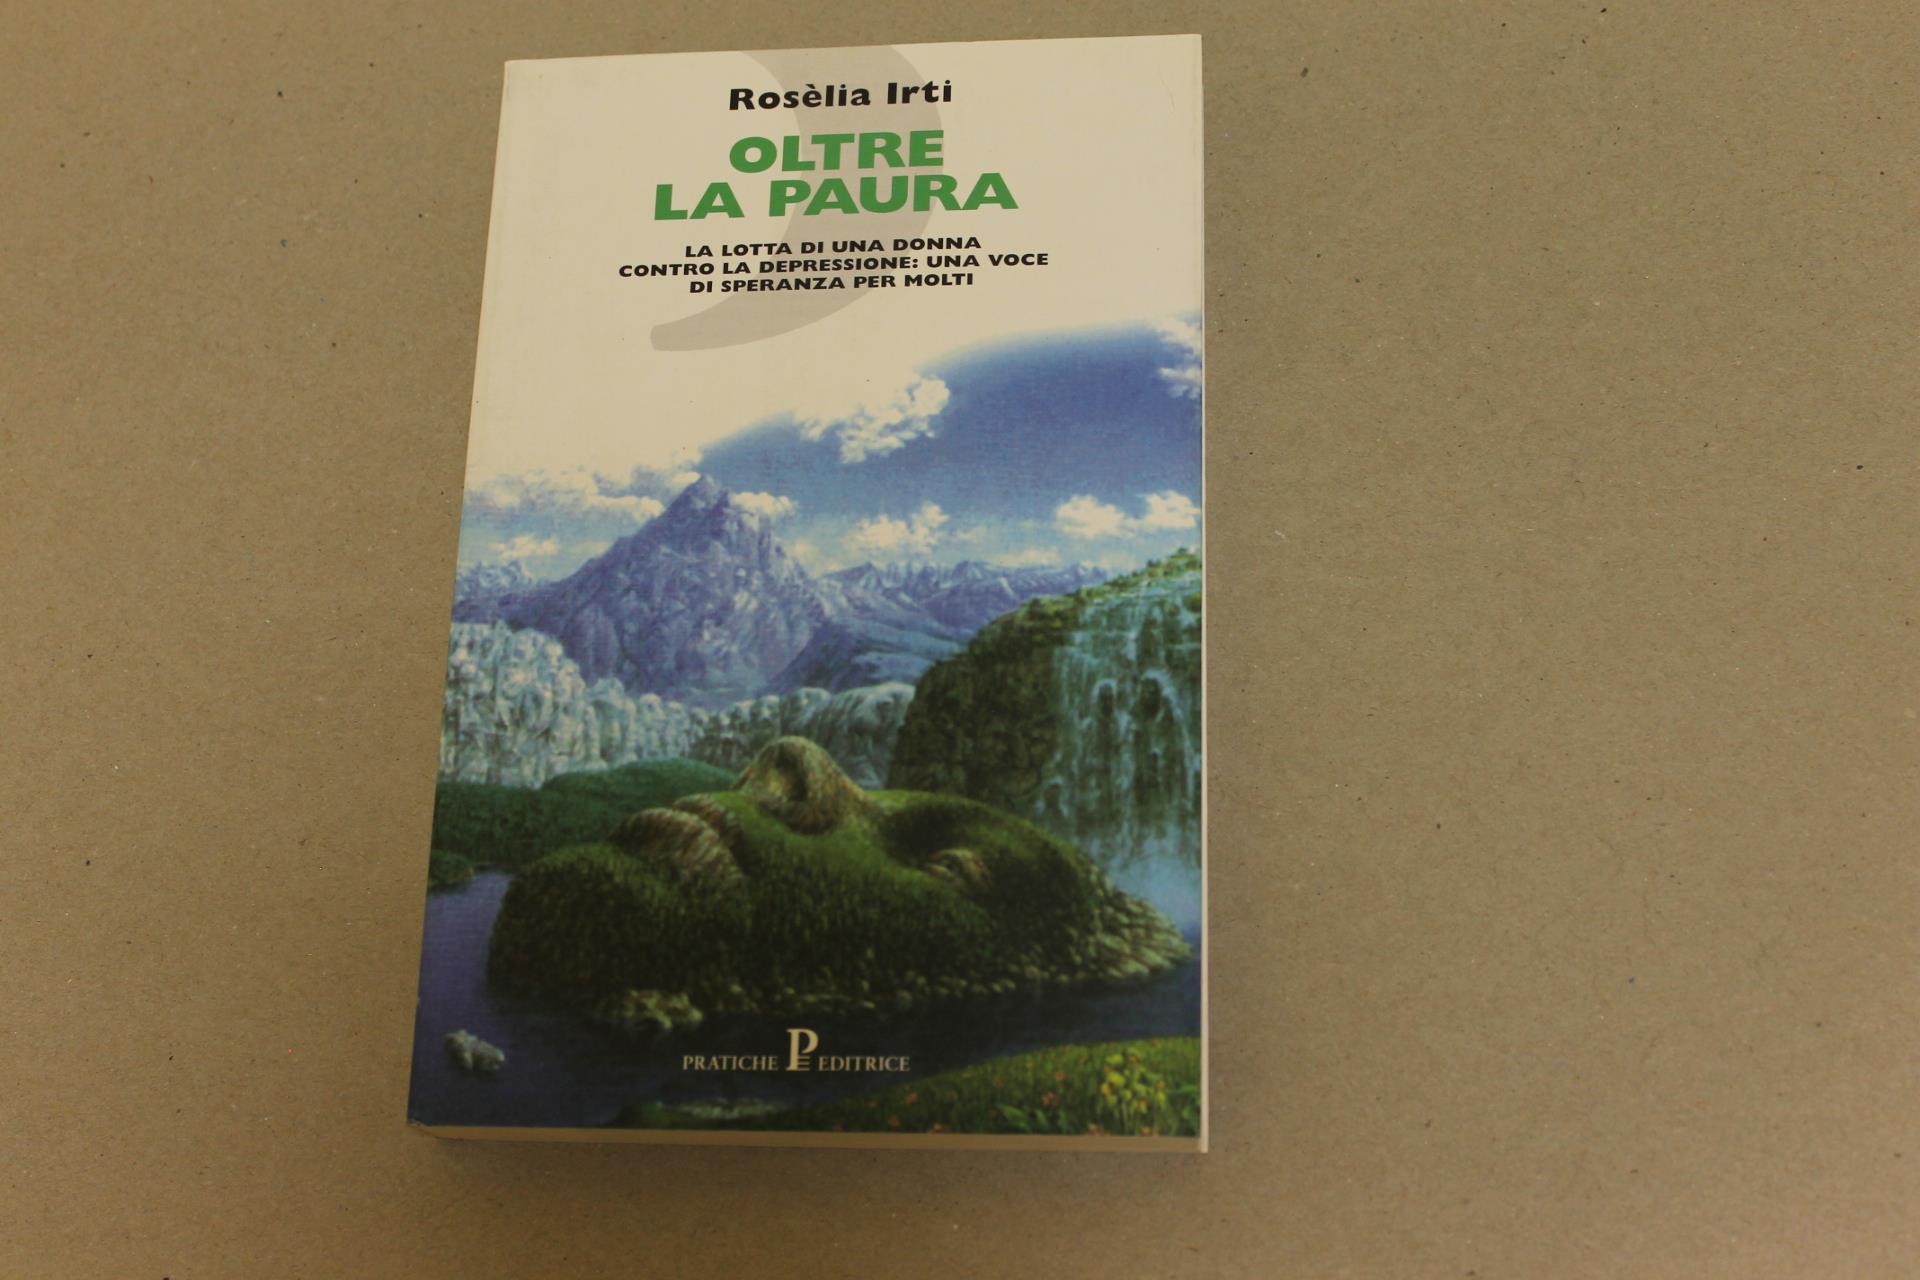 Rosèlia Irti
OLTRE
LA PAURA
LA LOTTA DI UNA DONNA
CONTRO LA DEPRESSIONE: UNA VOCE
DI SPERANZA PER MOLTI
PRATICHE PE EDITRICE